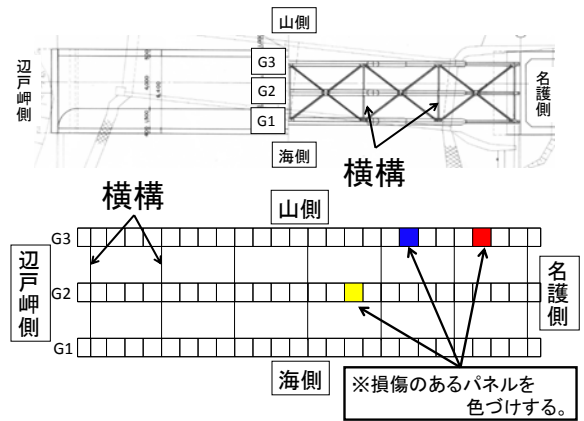 山側
G3
G2
G1
辺戸岬側
名護側
海側
横構
横構
山側
G3
G2
G1
辺戸岬側
名護側
海側
※損傷のあるパネルを
色づけする。